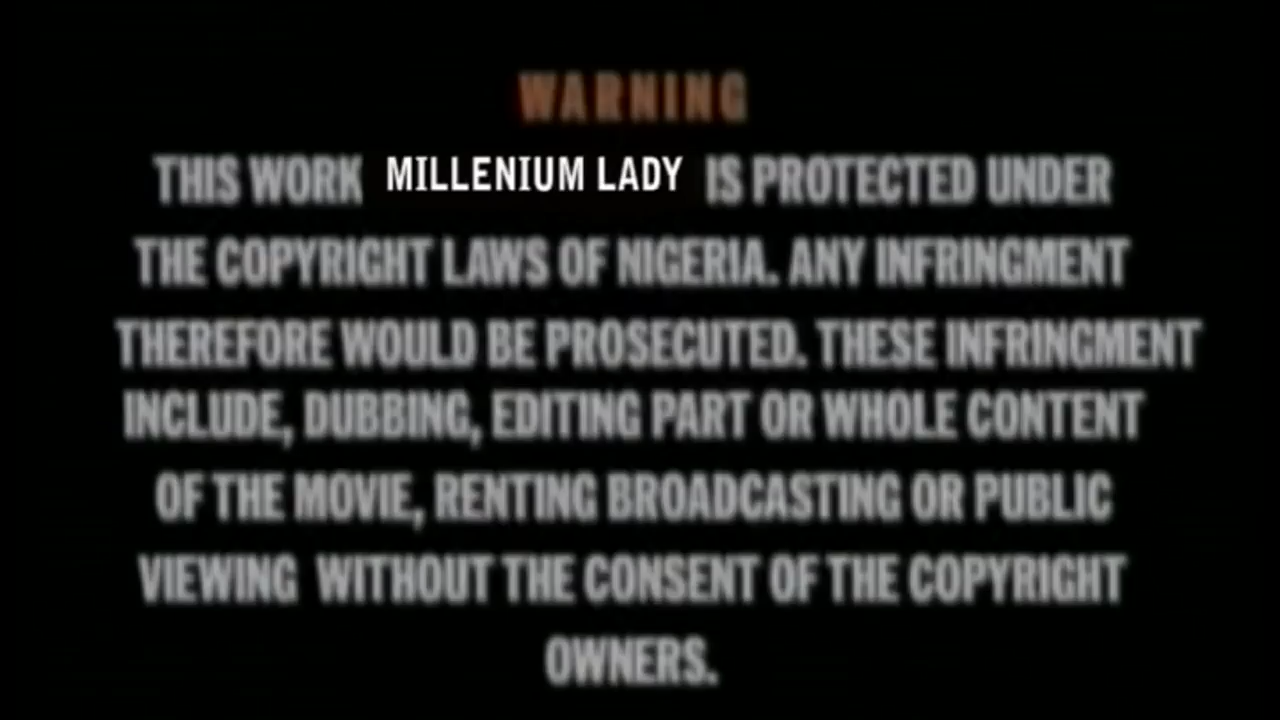 WARNING
THIS WORK MILLENIUM LADY IS PROTECTED UNDER
THE COPYRIGHT LAWS OF NIGERIA. ANY INFRINGMENT
THEREFORE WOULD BE PROSECUTED. THESE INFRINGMENT
INCLUDE, DUBBING, EDITING PART OR WHOLE CONTENT
OF THE MOVIE, RENTING BROADCASTING OR PUBLIC
VIEWING WITHOUT THE CONSENT OF THE COPYRIGHT
OWNERS.